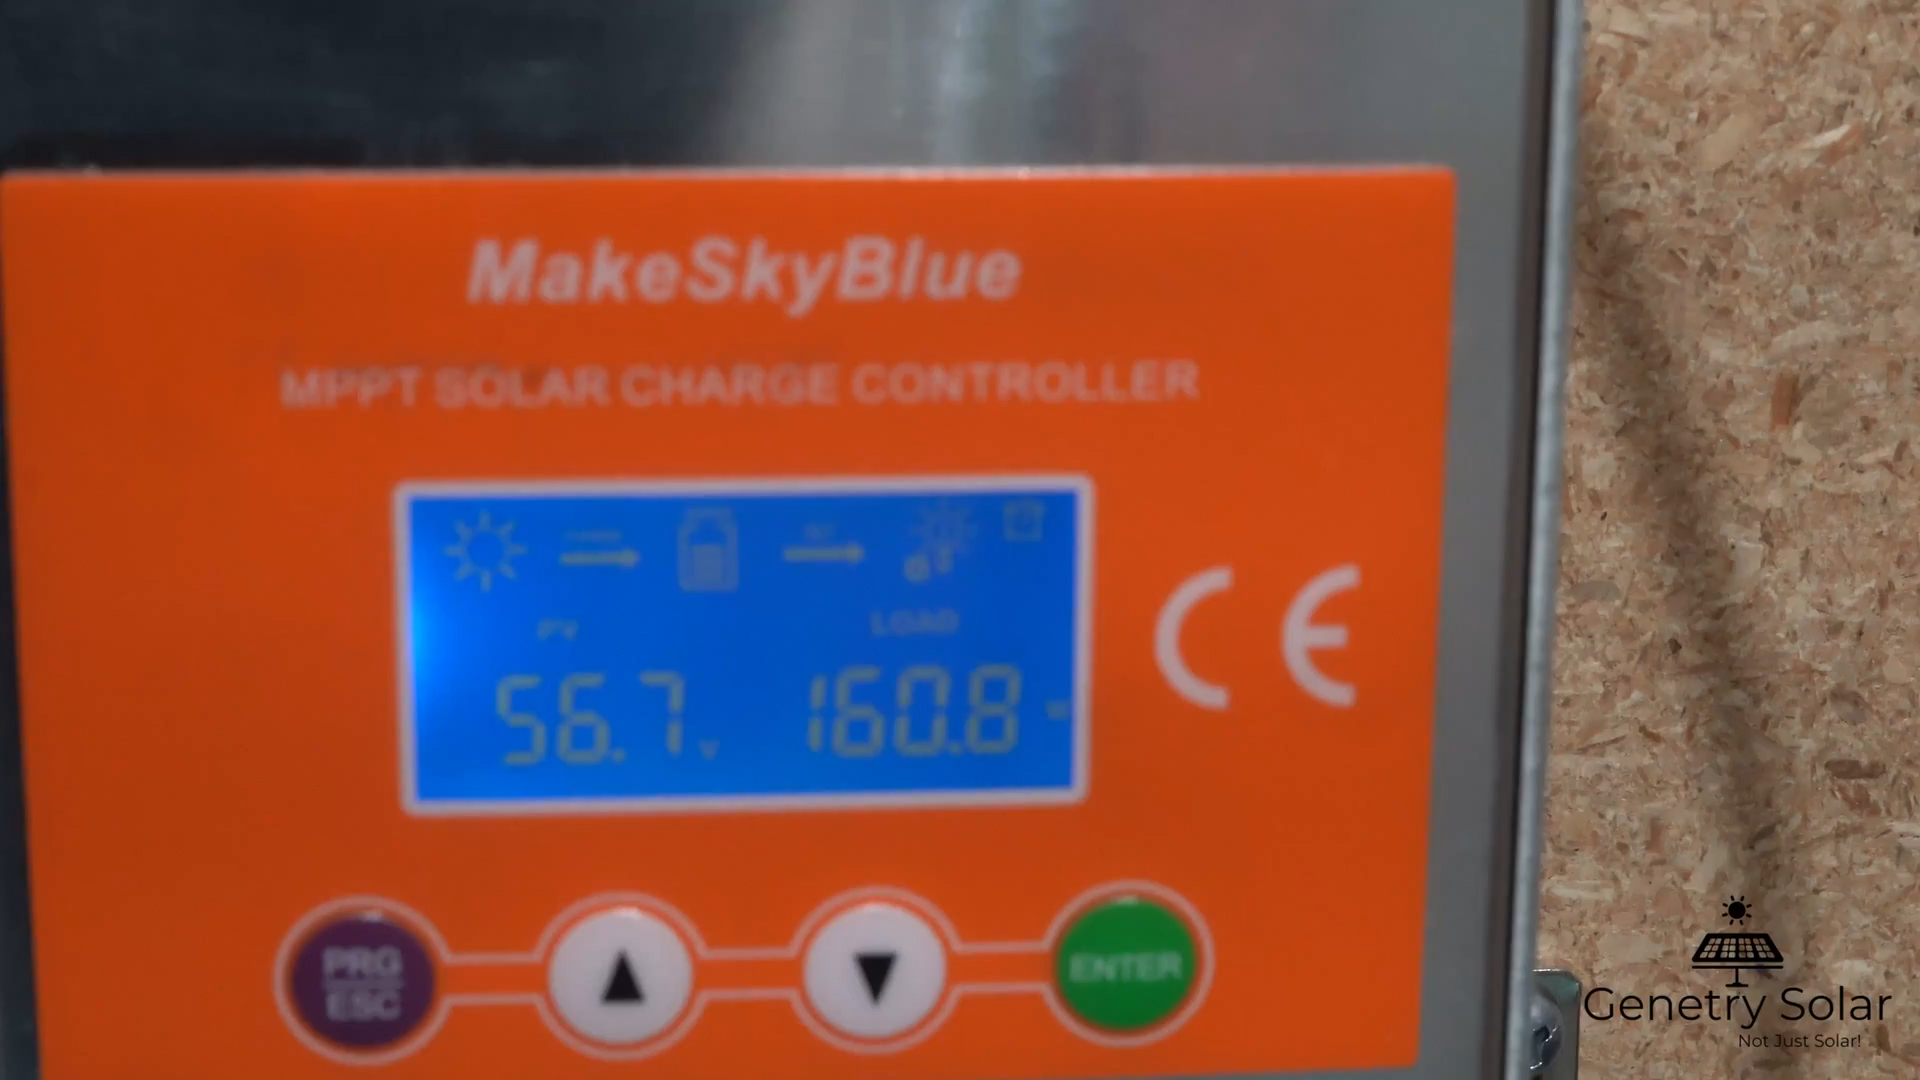 MakeSkyBlue
MPPT SOLAR CHARGE CONTROLLER
PV LOAD
56.7 V 160.8
CE
PRG
ESC
ENTER
Genetry Solar
Not Just Solar!